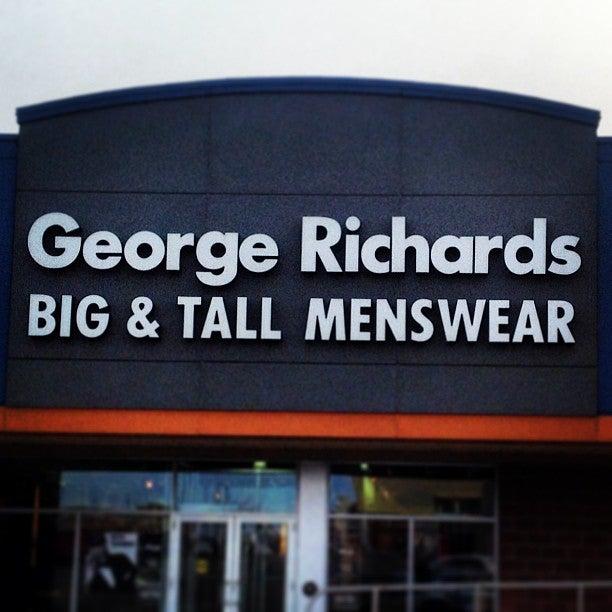 George Richards
BIG & TALL MENSWEAR